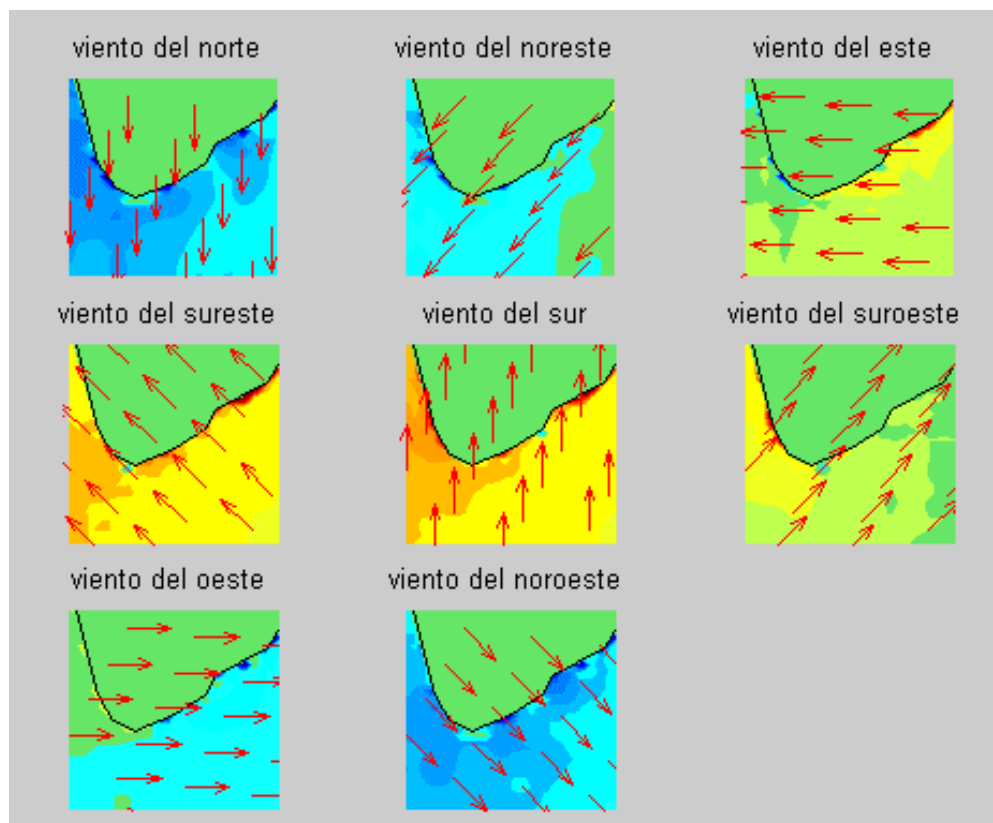 viento del norte
viento del noreste
viento del este
viento del sureste
viento del sur
viento del suroeste
viento del oeste
viento del noroeste